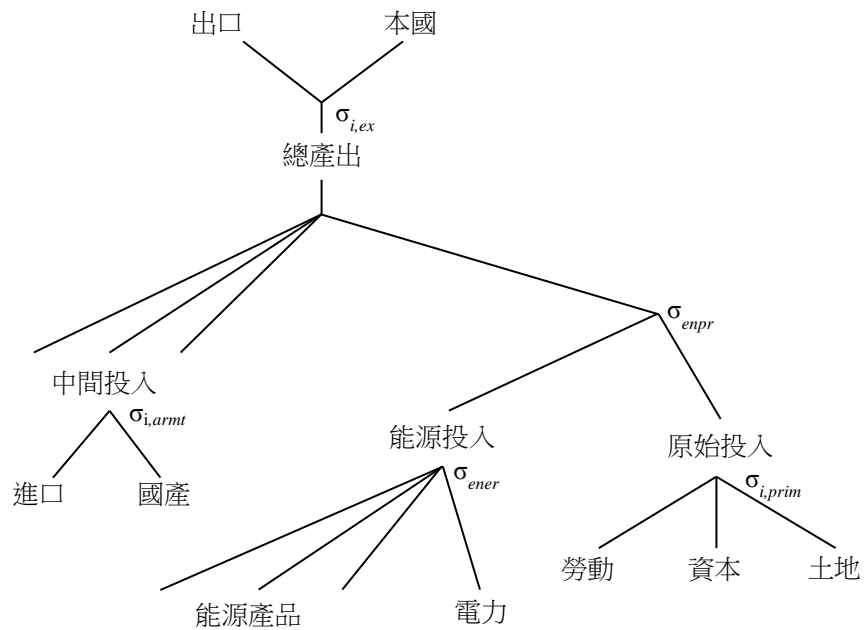 出口 本國
σi,ex
總產出
σenpr
中間投入
σi,armt
能源投入
原始投入
進口 國產
σener
σi,prim
勞動 資本 土地
能源產品 電力